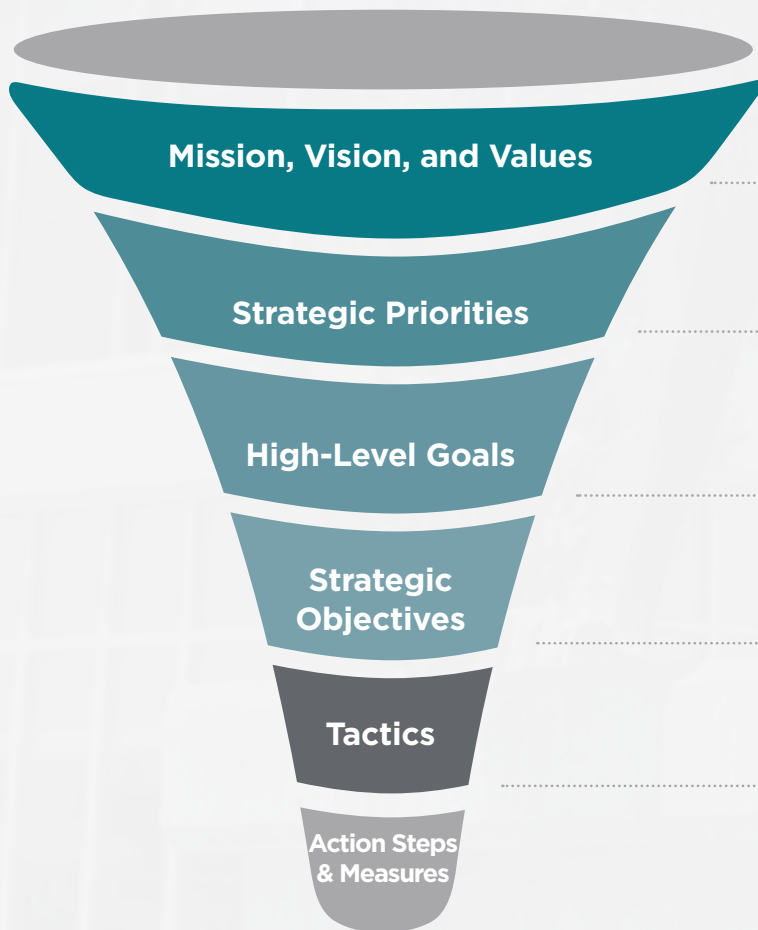 Mission, Vision, and Values
Strategic Priorities
High-Level Goals
Strategic
Objectives
Tactics
Action Steps
& Measures